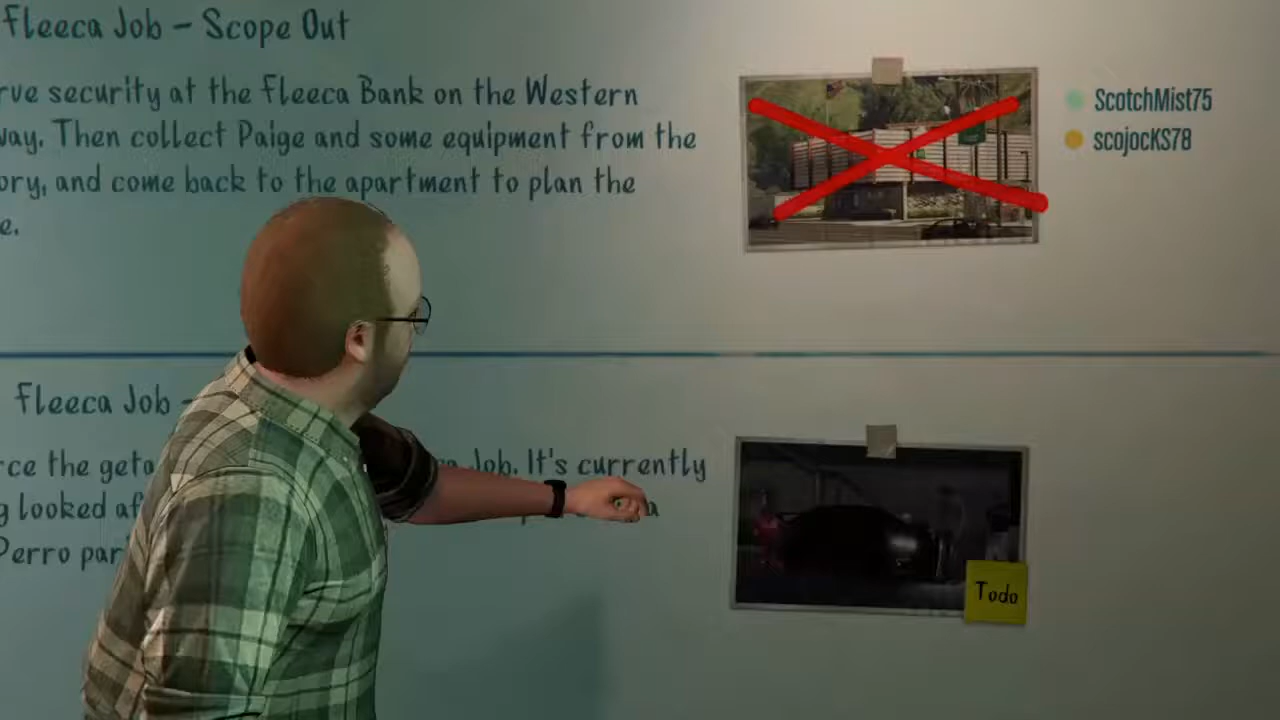 Fleeca Job - Scope Out
rve security at the Fleeca Bank on the Western
way. Then collect Paige and some equipment from the
ory, and come back to the apartment to plan the
e.
ScotchMist75
scojocKS78
Fleeca Job -
rce the geta a Job. It's currently
g looked af a
Perro par
Todo